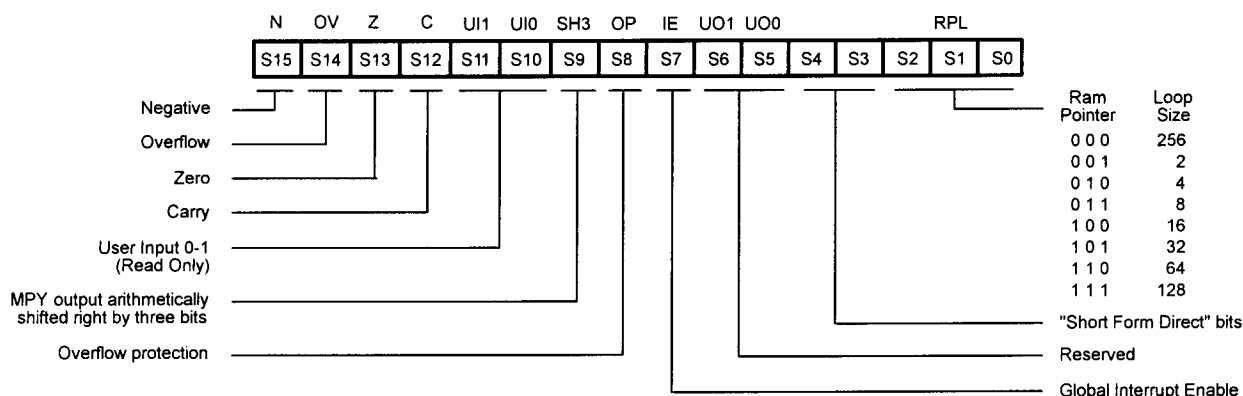 N OV Z C UI1 UI0 SH3 OP IE UO1 UO0 RPL
S15 S14 S13 S12 S11 S10 S9 S8 S7 S6 S5 S4 S3 S2 S1 S0
Negative
Overflow
Zero
Carry
User Input 0-1
(Read Only)
MPY output arithmetically
shifted right by three bits
Overflow protection
Ram Loop
Pointer Size
0 0 0 256
0 0 1 2
0 1 0 4
0 1 1 8
1 0 0 16
1 0 1 32
1 1 0 64
1 1 1 128
"Short Form Direct" bits
Reserved
Global Interrupt Enable